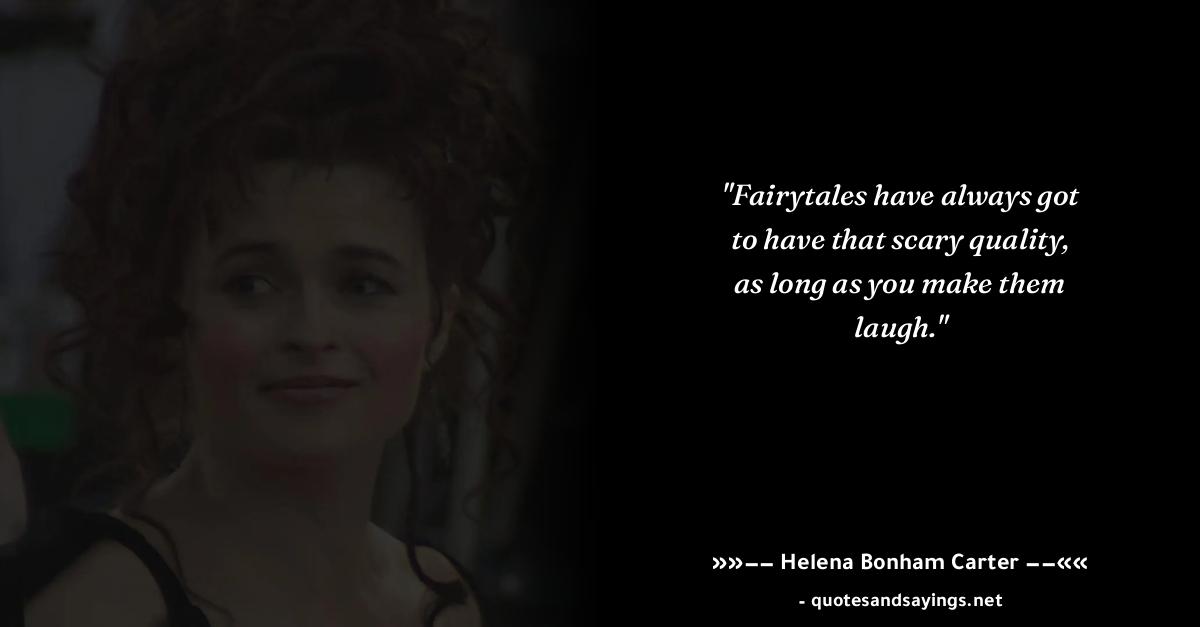 "Fairytales have always got
to have that scary quality,
as long as you make them
laugh."
»»−− Helena Bonham Carter −−««
- quotesandsayings.net